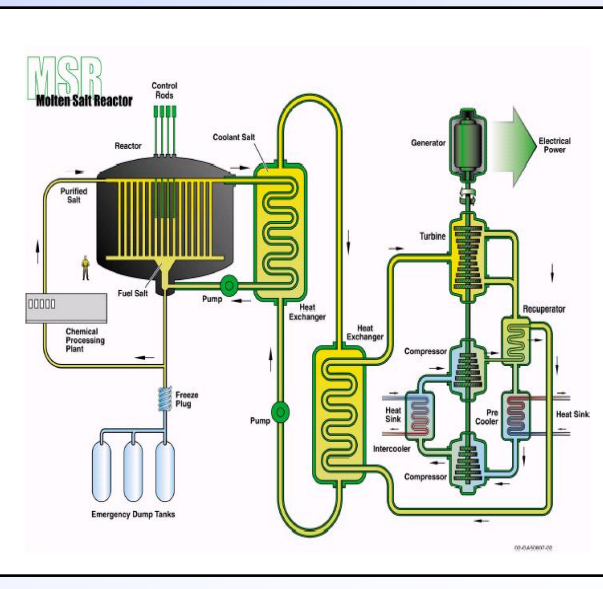 MSR
Molten Salt Reactor
Control
Rods
Reactor
Coolant Salt
Generator
Electrical
Power
Purified
Salt
Turbine
Fuel Salt
Pump
Heat
Exchanger
Recuperator
Chemical
Processing
Plant
Heat
Exchanger
Compressor
Freeze
Plug
Pump
Heat
Sink
Pre
Cooler
Heat Sink
Intercooler
Compressor
Emergency Dump Tanks